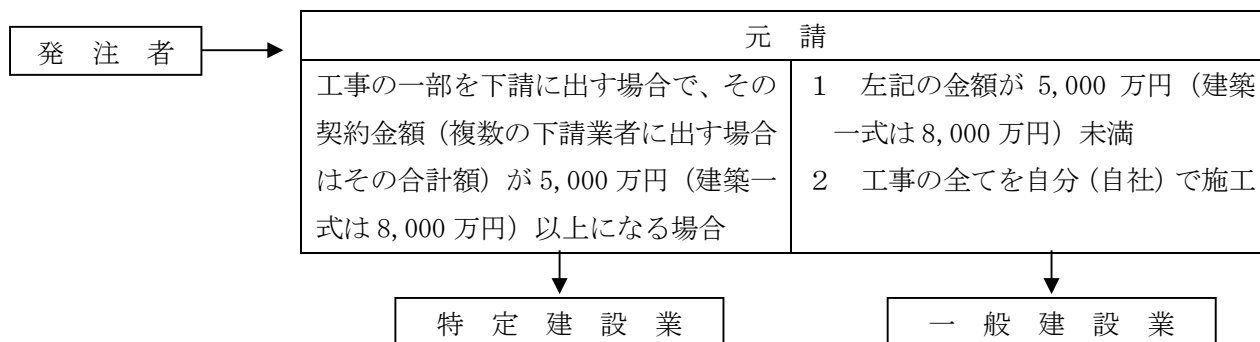 発 注 者
元 請
工事の一部を下請に出す場合で、その
契約金額（複数の下請業者に出す場合
はその合計額）が 5,000 万円（建築一
式は 8,000 万円）以上になる場合
1 左記の金額が 5,000 万円（建築
一式は 8,000 万円）未満
2 工事の全てを自分（自社）で施工
特 定 建 設 業
一 般 建 設 業